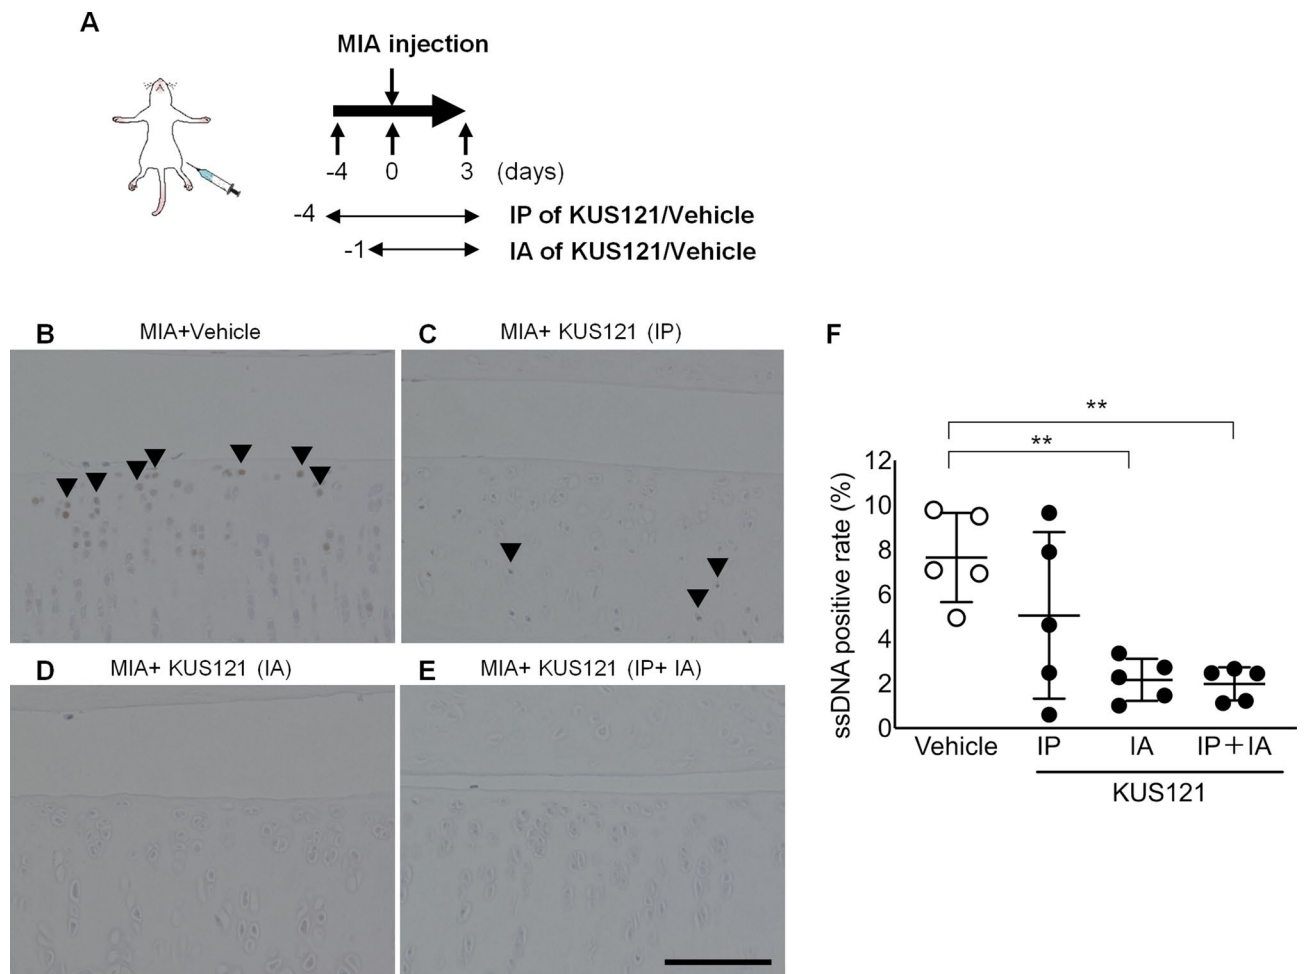 A
MIA injection
-4 0 3 (days)
-4 IP of KUS121/Vehicle
-1 IA of KUS121/Vehicle
B MIA+Vehicle
C MIA+ KUS121 (IP)
D MIA+ KUS121 (IA)
E MIA+ KUS121 (IP+ IA)
F
**
**
ssDNA positive rate (%)
12
10
8
6
4
2
0
Vehicle IP IA IP+IA
KUS121